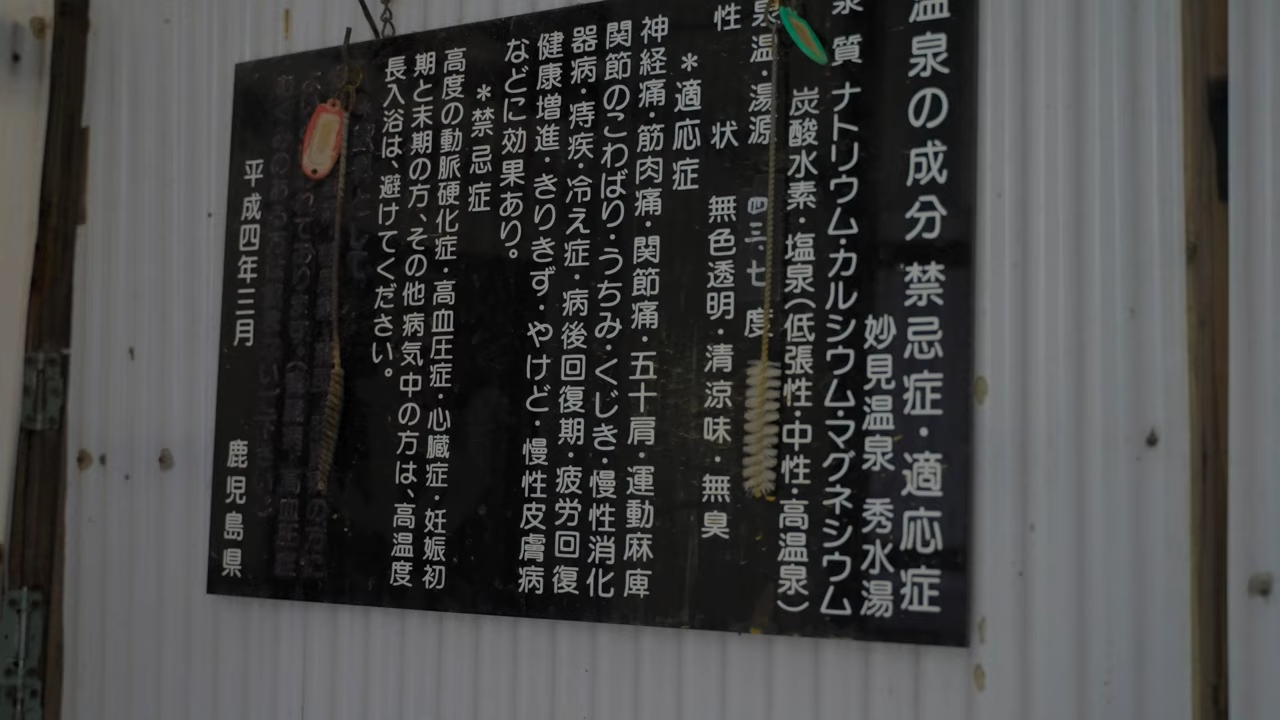 温泉の成分 禁忌症・適応症
妙見温泉 秀水湯
泉 質 ナトリウム・カルシウム・マグネシウム
炭酸水素・塩泉(低張性・中性・高温泉)
泉温・湯源 四三・七 度
性 状 無色透明・清涼味・無臭
*適応症
神経痛・筋肉痛・関節痛・五十肩・運動麻庫
関節のこわばり・うちみ・くじき・慢性消化
器病・痔疾・冷え症・病後回復期・疲労回復
健康増進・きりきず・やけど・慢性皮膚病
などに効果あり。
*禁忌症
高度の動脈硬化症・高血圧症・心臓症・妊娠初
期と末期の方、その他病気中の方は、高温度
長入浴は、避けてください。
平成四年三月 鹿児島県